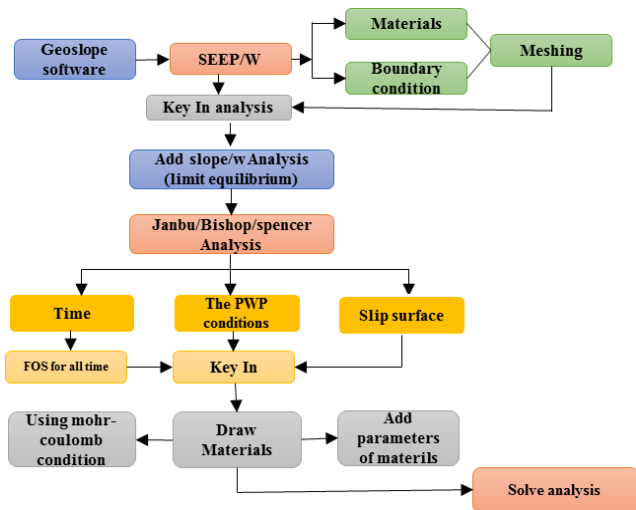 Geoslope
software
SEEP/W
Materials
Boundary
condition
Meshing
Key In analysis
Add slope/w Analysis
(limit equilibrium)
Janbu/Bishop/spencer
Analysis
Time
The PWP
conditions
Slip surface
FOS for all time
Key In
Using mohr-
coulomb
condition
Draw
Materials
Add
parameters
of materils
Solve analysis